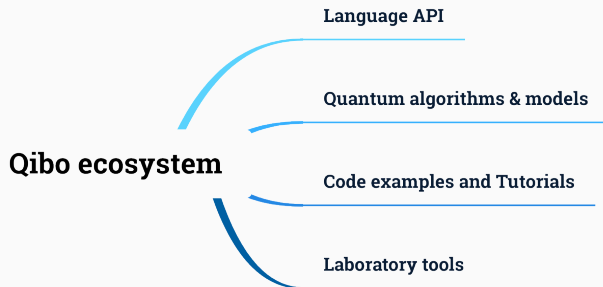 Language API
Quantum algorithms & models
Qibo ecosystem
Code examples and Tutorials
Laboratory tools